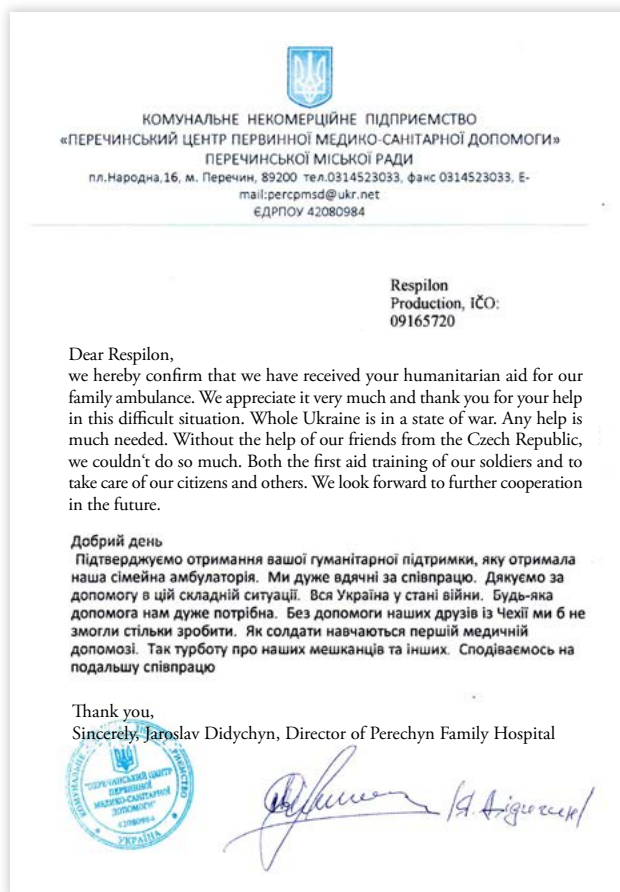 КОМУНАЛЬНЕ НЕКОМЕРЦІЙНЕ ПІДПРИЄМСТВО
«ПЕРЕЧИНСЬКИЙ ЦЕНТР ПЕРВИННОЇ МЕДИКО-САНІТАРНОЇ ДОПОМОГИ»
ПЕРЕЧИНСЬКОЇ МІСЬКОЇ РАДИ
пл.Народна,16, м. Перечин, 89200 тел.0314523033, факс 0314523033, E-
mail:percpmsd@ukr.net
ЄДРПОУ 42080984
Respilon
Production, IČO:
09165720
Dear Respilon,
we hereby confirm that we have received your humanitarian aid for our
family ambulance. We appreciate it very much and thank you for your help
in this difficult situation. Whole Ukraine is in a state of war. Any help is
much needed. Without the help of our friends from the Czech Republic,
we couldn‘t do so much. Both the first aid training of our soldiers and to
take care of our citizens and others. We look forward to further cooperation
in the future.
Добрий день
Підтверджуємо отримання вашої гуманітарної підтримки, яку отримала
наша сімейна амбулаторія. Ми дуже вдячні за співпрацю. Дякуємо за
допомогу в цій складній ситуації. Вся Україна у стані війни. Будь-яка
допомога нам дуже потрібна. Без допомоги наших друзів із Чехії ми б не
змогли стільки зробити. Як солдати навчаються першій медичній
допомозі. Так турботу про наших мешканців та інших. Сподіваємось на
подальшу співпрацю
Thank you,
Sincerely, Jaroslav Didychyn, Director of Perechyn Family Hospital
"ПЕРЕЧИНСЬКИЙ ЦЕНТР
ПЕРВИННОЇ
МЕДИКО-САНІТАРНОЇ
ДОПОМОГИ"
42080984
УКРАЇНА